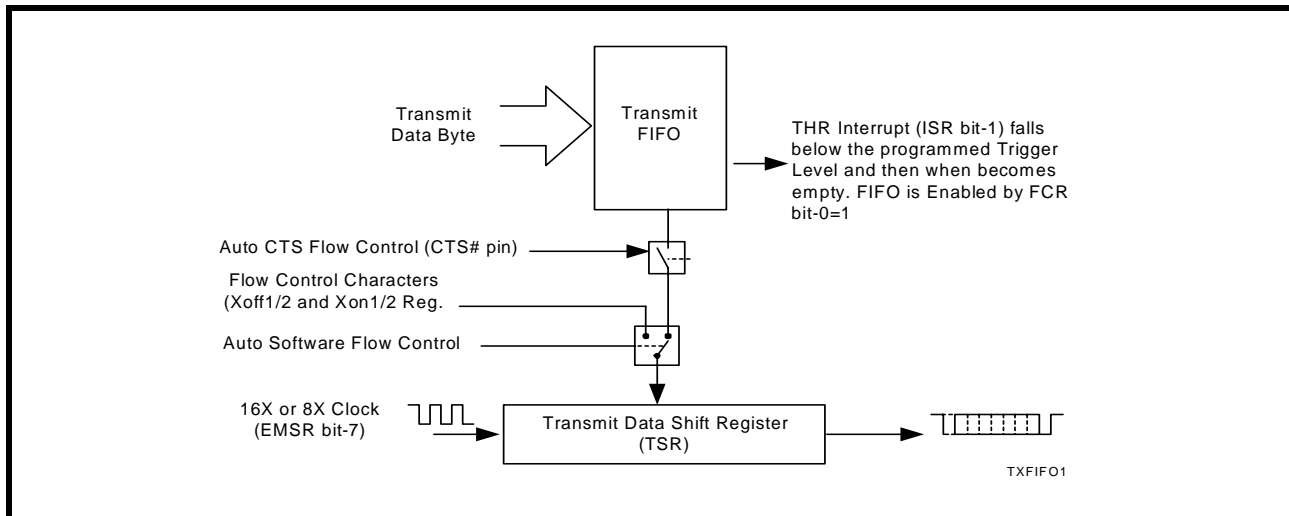 Transmit
Data Byte
Transmit
FIFO
THR Interrupt (ISR bit-1) falls
below the programmed Trigger
Level and then when becomes
empty. FIFO is Enabled by FCR
bit-0=1
Auto CTS Flow Control (CTS# pin)
Flow Control Characters
(Xoff1/2 and Xon1/2 Reg.
Auto Software Flow Control
16X or 8X Clock
(EMSR bit-7)
Transmit Data Shift Register
(TSR)
TXFIFO1